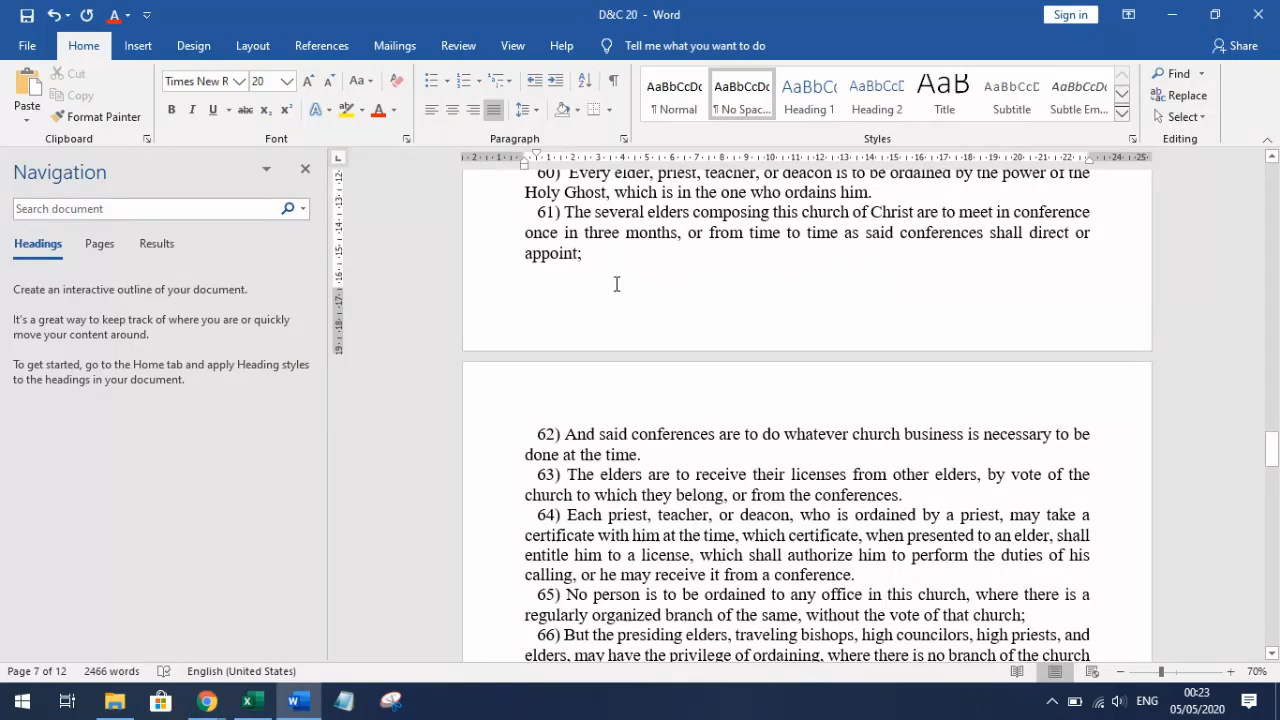 D&C 20 - Word
Sign in
File Home Insert Design Layout References Mailings Review View Help Tell me what you want to do Share
Paste Cut Copy Format Painter
Times New R 20 Aa
B I U abc x₂ x² A A
AaBbCcDc AaBbCcDc AaBbCc AaBbCcD AaB AaBbCcD AaBbCcDc
¶ Normal ¶ No Spac... Heading 1 Heading 2 Title Subtitle Subtle Em...
Find Replace Select
Clipboard Font Paragraph Styles Editing
Navigation
Search document
Headings Pages Results
Create an interactive outline of your document.
It's a great way to keep track of where you are or quickly
move your content around.
To get started, go to the Home tab and apply Heading styles
to the headings in your document.
60) Every elder, priest, teacher, or deacon is to be ordained by the power of the
Holy Ghost, which is in the one who ordains him.
61) The several elders composing this church of Christ are to meet in conference
once in three months, or from time to time as said conferences shall direct or
appoint;
62) And said conferences are to do whatever church business is necessary to be
done at the time.
63) The elders are to receive their licenses from other elders, by vote of the
church to which they belong, or from the conferences.
64) Each priest, teacher, or deacon, who is ordained by a priest, may take a
certificate with him at the time, which certificate, when presented to an elder, shall
entitle him to a license, which shall authorize him to perform the duties of his
calling, or he may receive it from a conference.
65) No person is to be ordained to any office in this church, where there is a
regularly organized branch of the same, without the vote of that church;
66) But the presiding elders, traveling bishops, high councilors, high priests, and
elders, may have the privilege of ordaining, where there is no branch of the church
Page 7 of 12 2466 words English (United States) 70%
ENG
00:23
05/05/2020